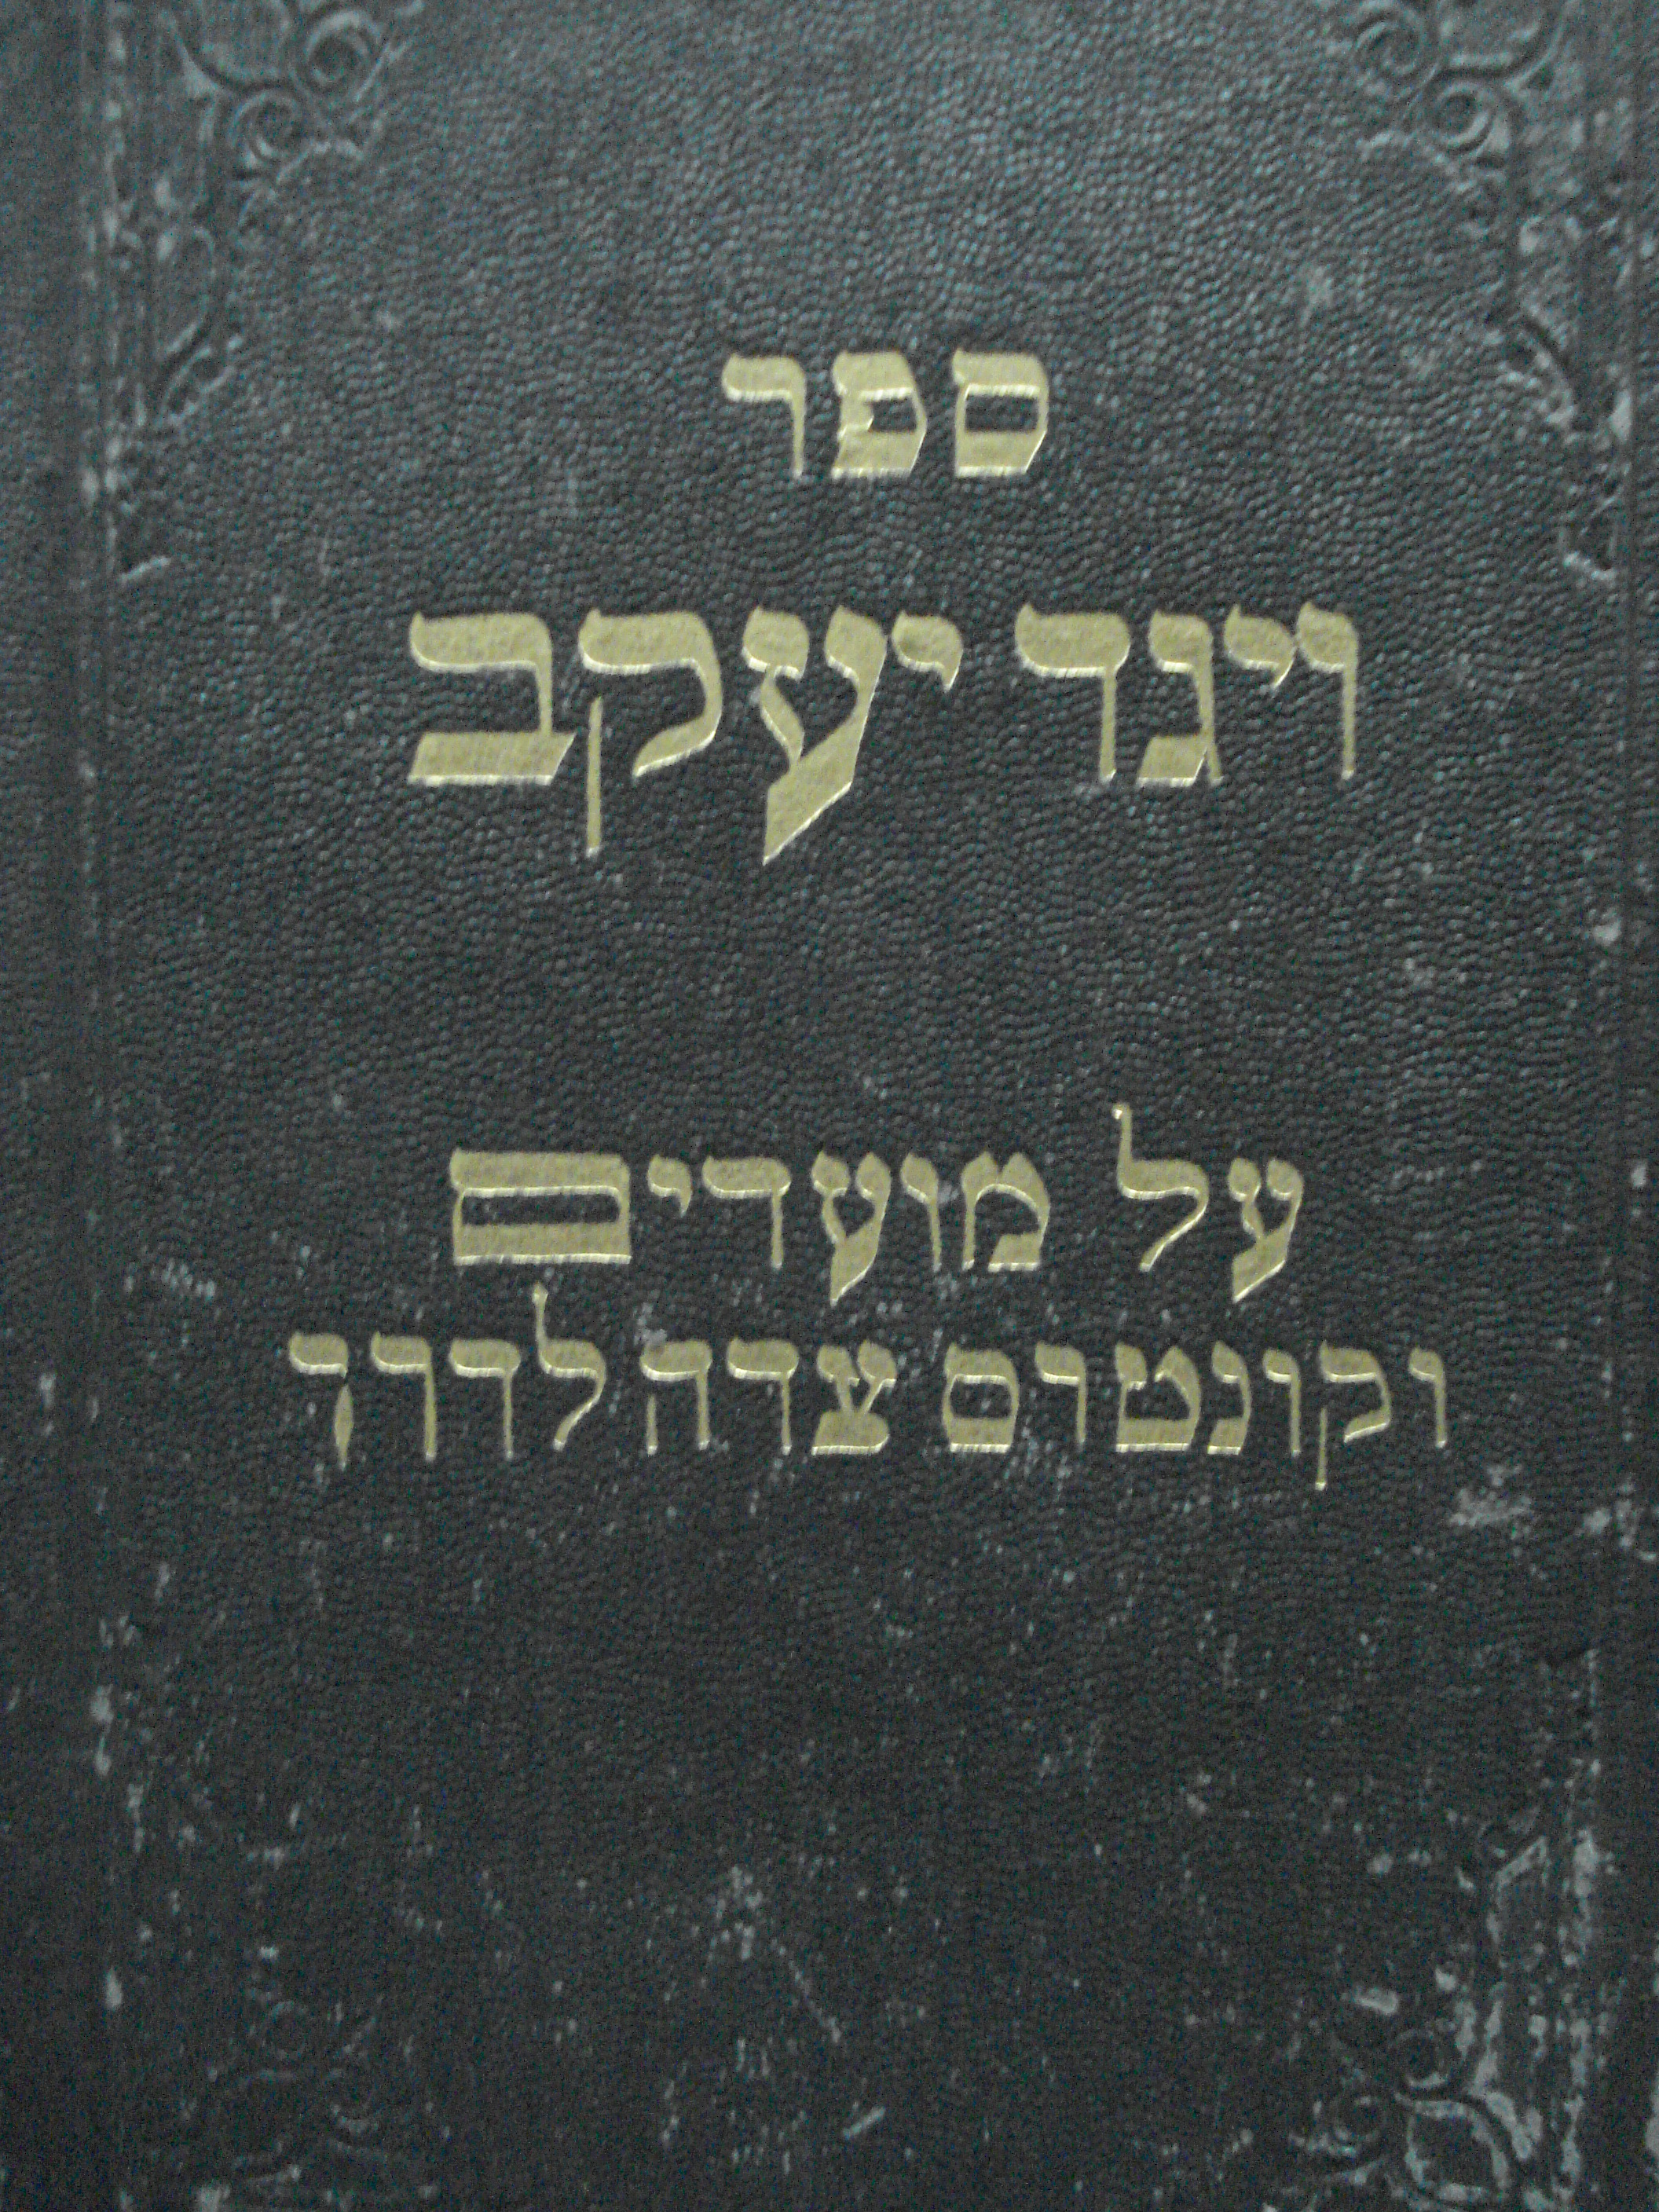 ספר
ויגד יעקב
על מועדים
וקונטרס צדה לדרך